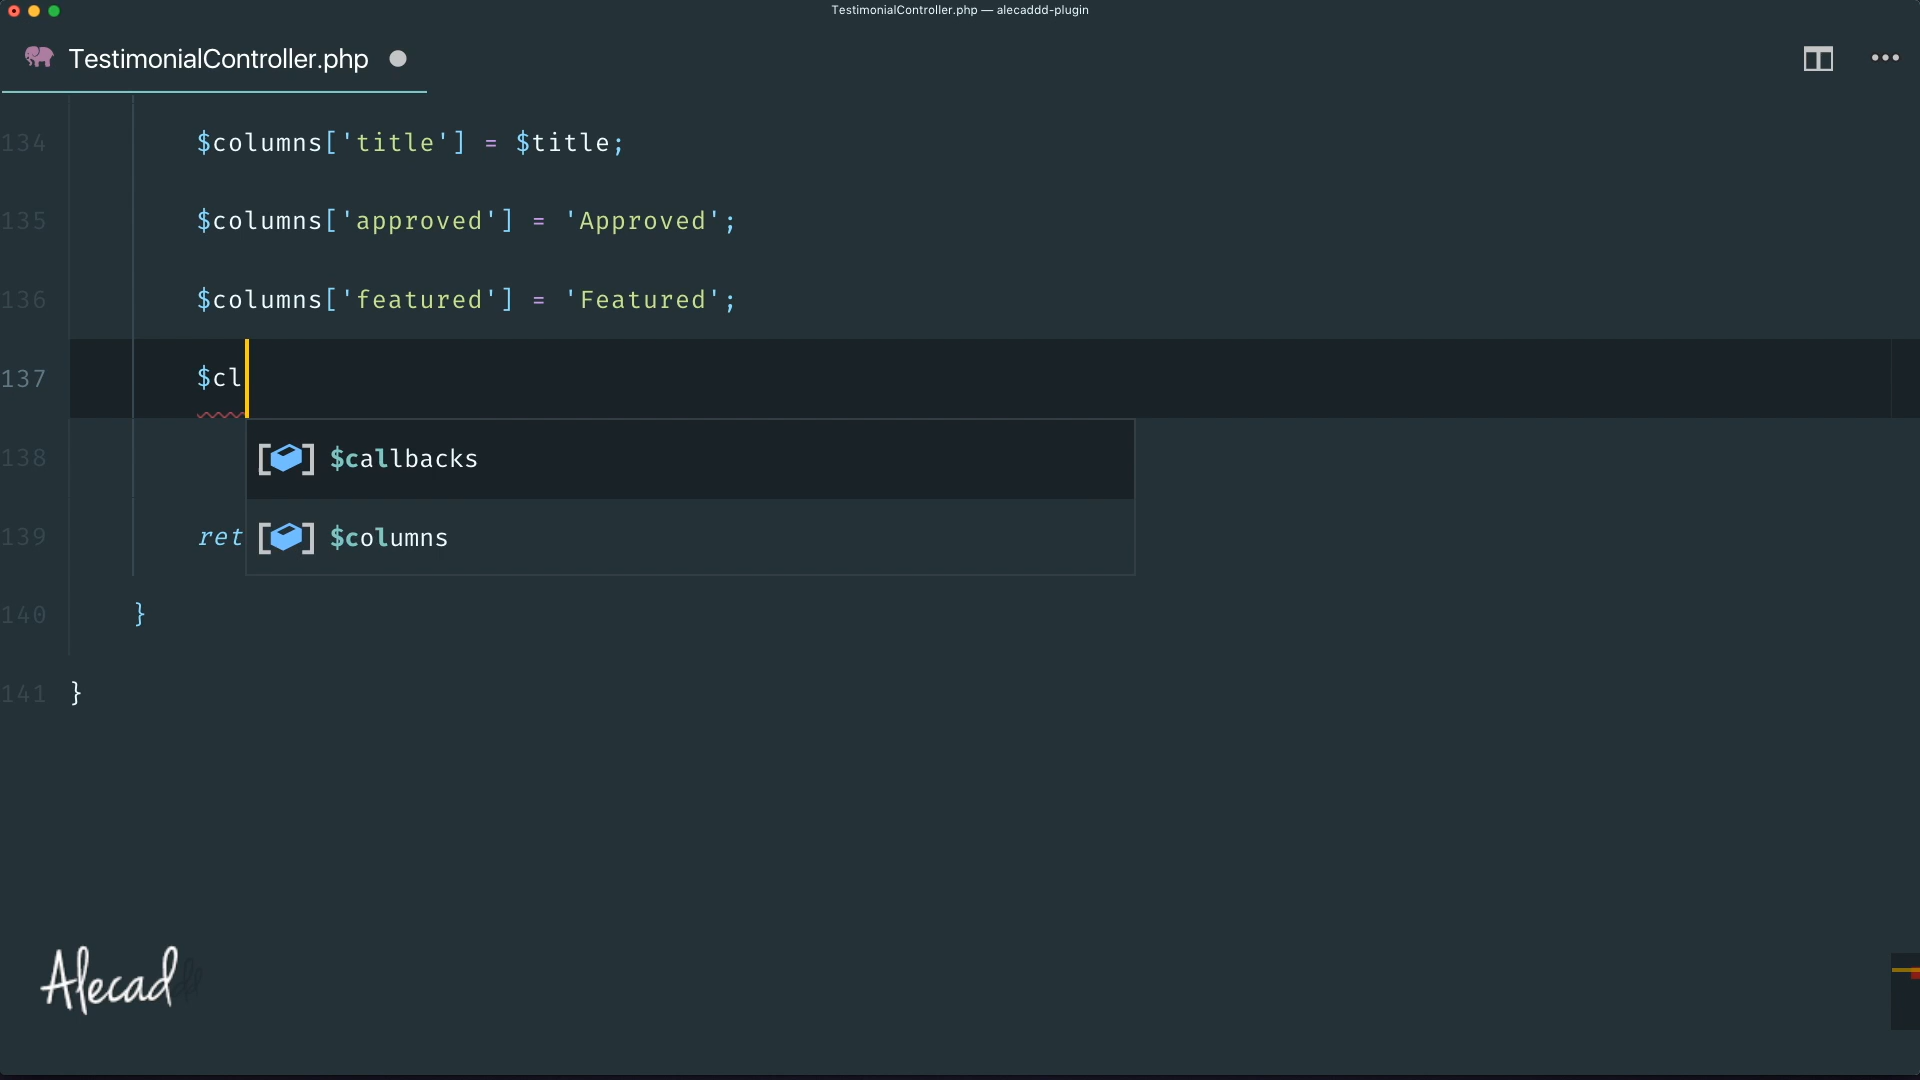 TestimonialController.php — alecaddd-plugin
TestimonialController.php
134 $columns['title'] = $title;
135 $columns['approved'] = 'Approved';
136 $columns['featured'] = 'Featured';
137 $cl
138 $callbacks
139 ret $columns
140 }
141 }
Alecad